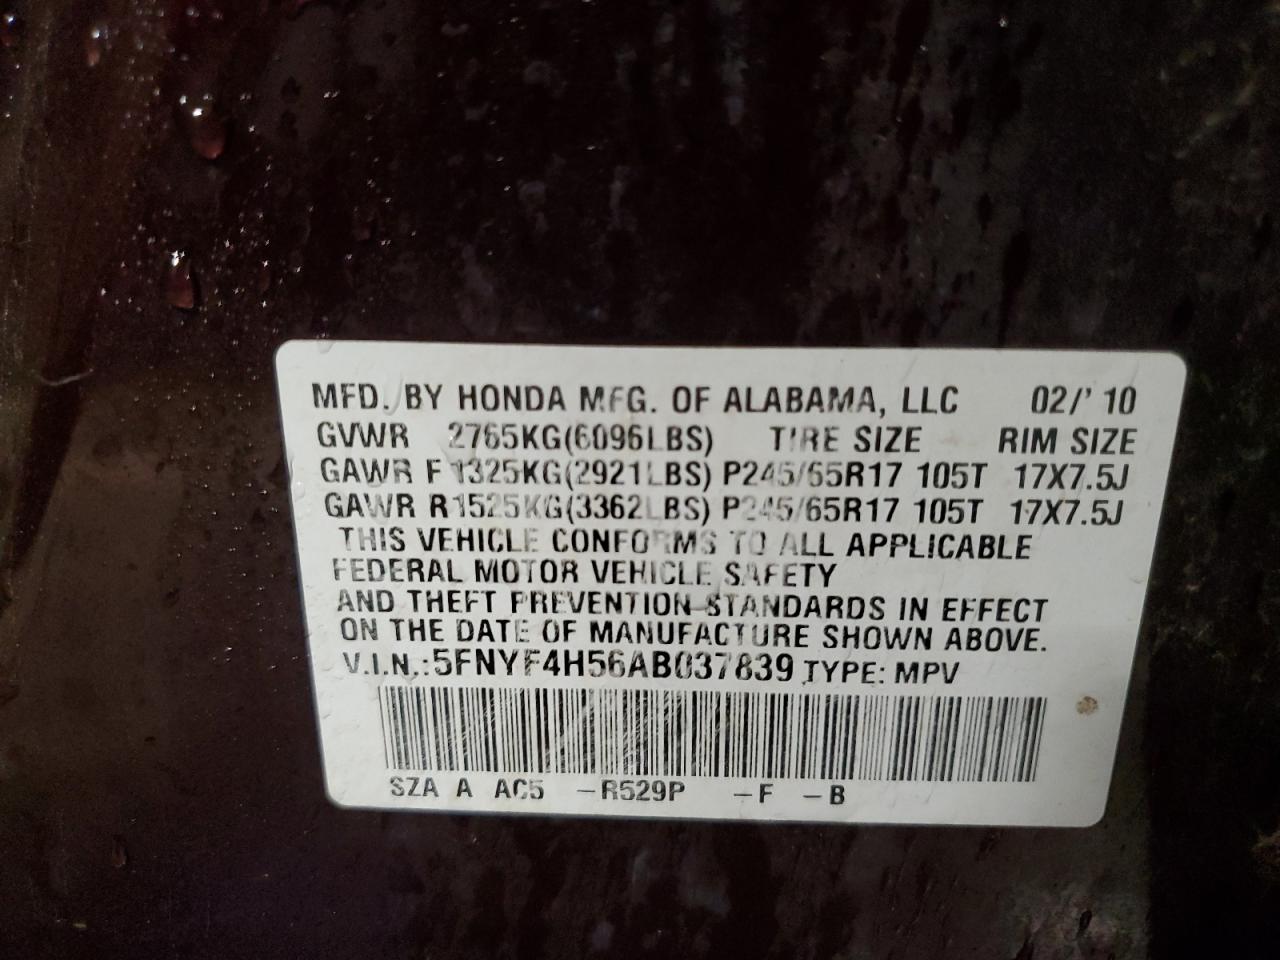 MFD. BY HONDA MFG. OF ALABAMA, LLC 02/'10
GVWR 2765KG(6096LBS) TIRE SIZE RIM SIZE
GAWR F 1325KG(2921LBS) P245/65R17 105T 17X7.5J
GAWR R1525KG(3362LBS) P245/65R17 105T 17X7.5J
THIS VEHICLE CONFORMS TO ALL APPLICABLE
FEDERAL MOTOR VEHICLE SAFETY
AND THEFT PREVENTION STANDARDS IN EFFECT
ON THE DATE OF MANUFACTURE SHOWN ABOVE.
V.I.N.:5FNYF4H56AB037839 TYPE: MPV
SZA A AC5 -R529P -F -B